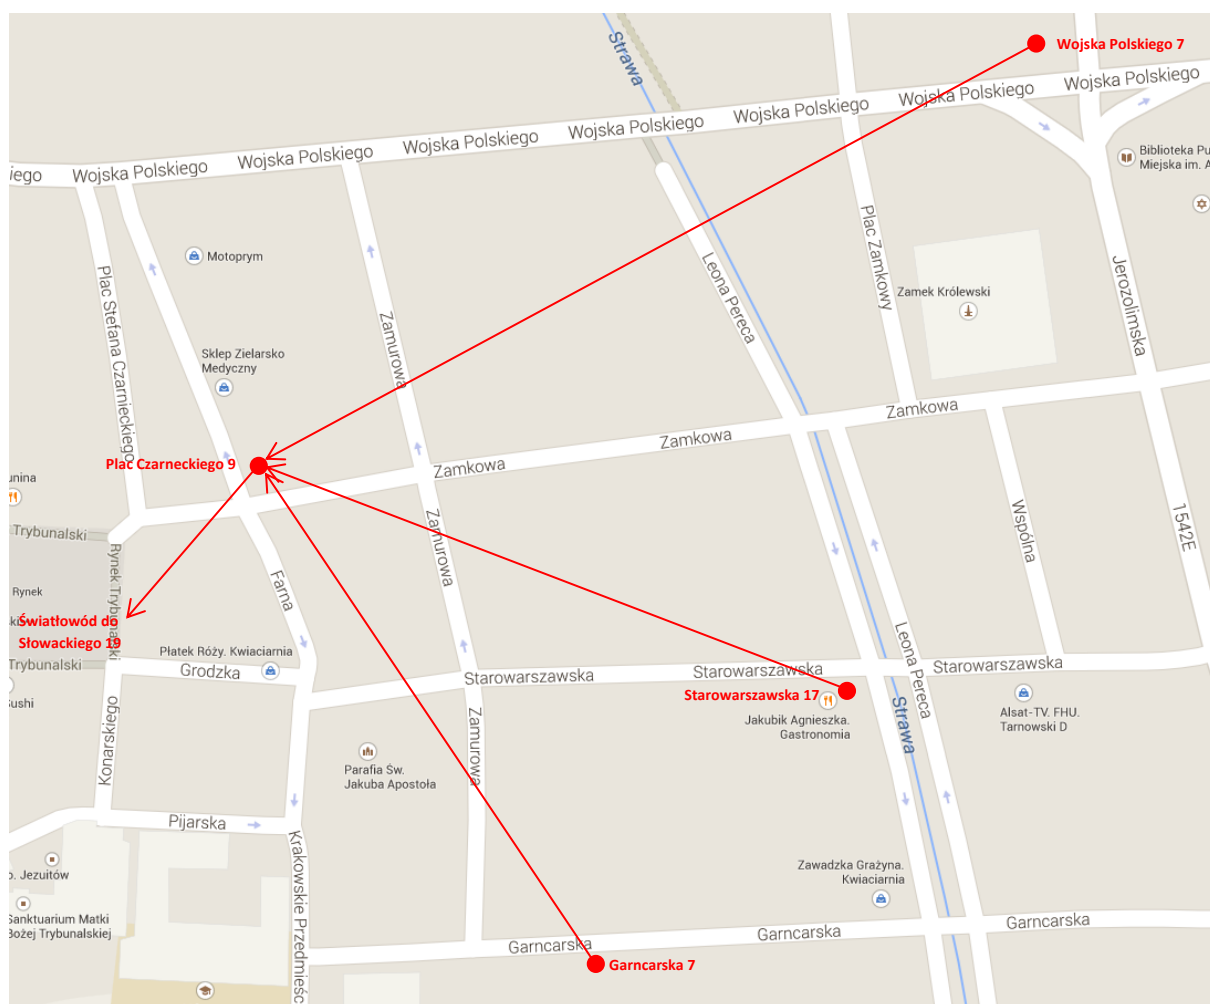 Strawa
Wojska Polskiego 7
Wojska Polskiego
Wojska Polskiego
Wojska Polskiego
Wojska Polskiego
Wojska Polskiego
Wojska Polskiego
Wojska Polskiego
iego
Biblioteka Pu
Miejska im. A
Plac Zamkowy
Motoprym
Leona Pereca
Jerozolimska
Zamek Królewski
Plac Stefana Czarnieckiego
Zamurowa
Sklep Zielarsko
Medyczny
Zamkowa
Zamkowa
Zamkowa
Plac Czarneckiego 9
unina
Trybunalski
Rynek Trybunalski
Zamurowa
Wspólna
1542E
Rynek
Farna
Światłowód do
Słowackiego 19
Płatek Róży. Kwiaciarnia
Trybunalski
Grodzka
Starowarszawska
Starowarszawska
Starowarszawska
Leona Pereca
Starowarszawska 17
Sushi
Konarskiego
Zamurowa
Strawa
Jakubik Agnieszka.
Gastronomia
Alsat-TV. FHU.
Tarnowski D
Parafia Św.
Jakuba Apostoła
Pijarska
Krakowskie Przedmieśc
o. Jezuitów
Zawadzka Grażyna.
Kwiaciarnia
Sanktuarium Matki
Bożej Trybunalskiej
Garncarska
Garncarska
Garncarska
Garncarska 7